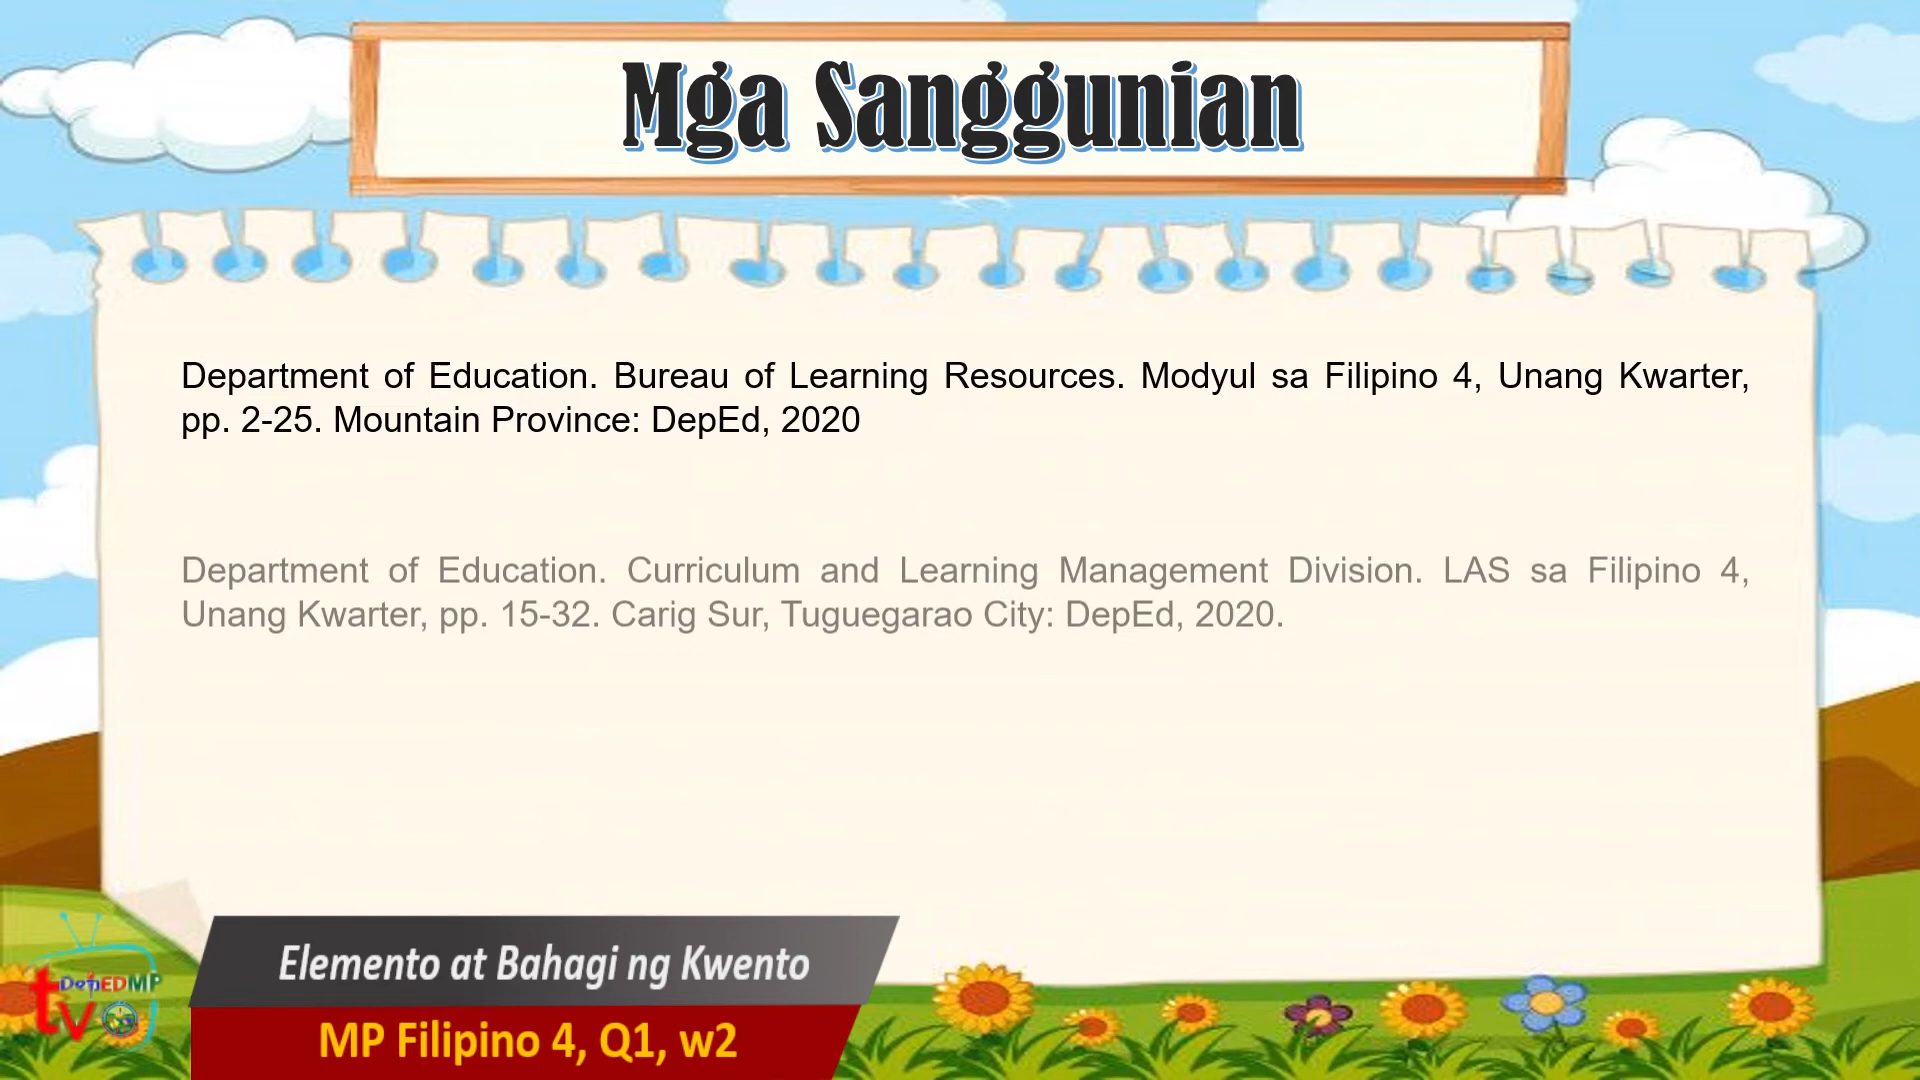 Mga Sanggunian
Department of Education. Bureau of Learning Resources. Modyul sa Filipino 4, Unang Kwarter,
pp. 2-25. Mountain Province: DepEd, 2020
Department of Education. Curriculum and Learning Management Division. LAS sa Filipino 4,
Unang Kwarter, pp. 15-32. Carig Sur, Tuguegarao City: DepEd, 2020.
Elemento at Bahagi ng Kwento
DepEDMP
tv
MP Filipino 4, Q1, w2